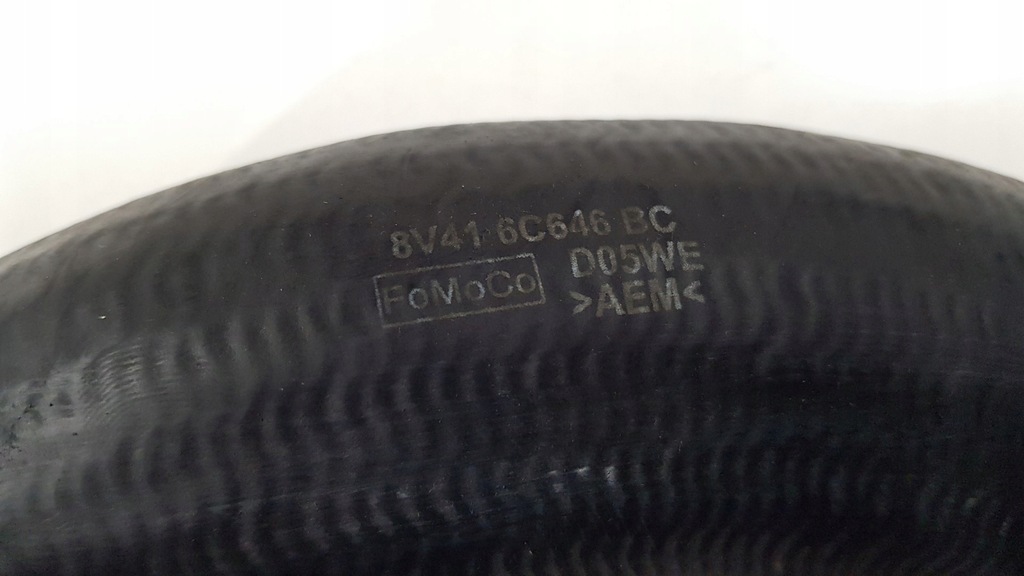 8V41 6C646 BC
FoMoCo D05WE
>AEM<